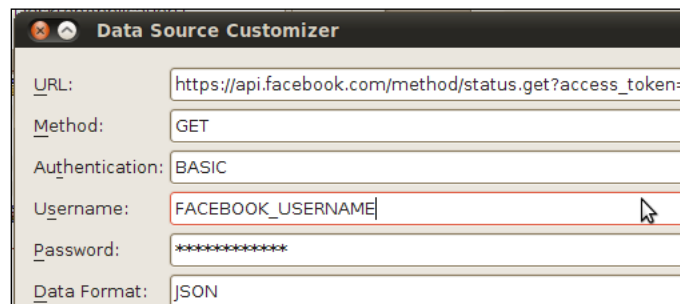 Data Source Customizer
URL: https://api.facebook.com/method/status.get?access_token=
Method: GET
Authentication: BASIC
Username: FACEBOOK_USERNAME
Password: ************
Data Format: JSON